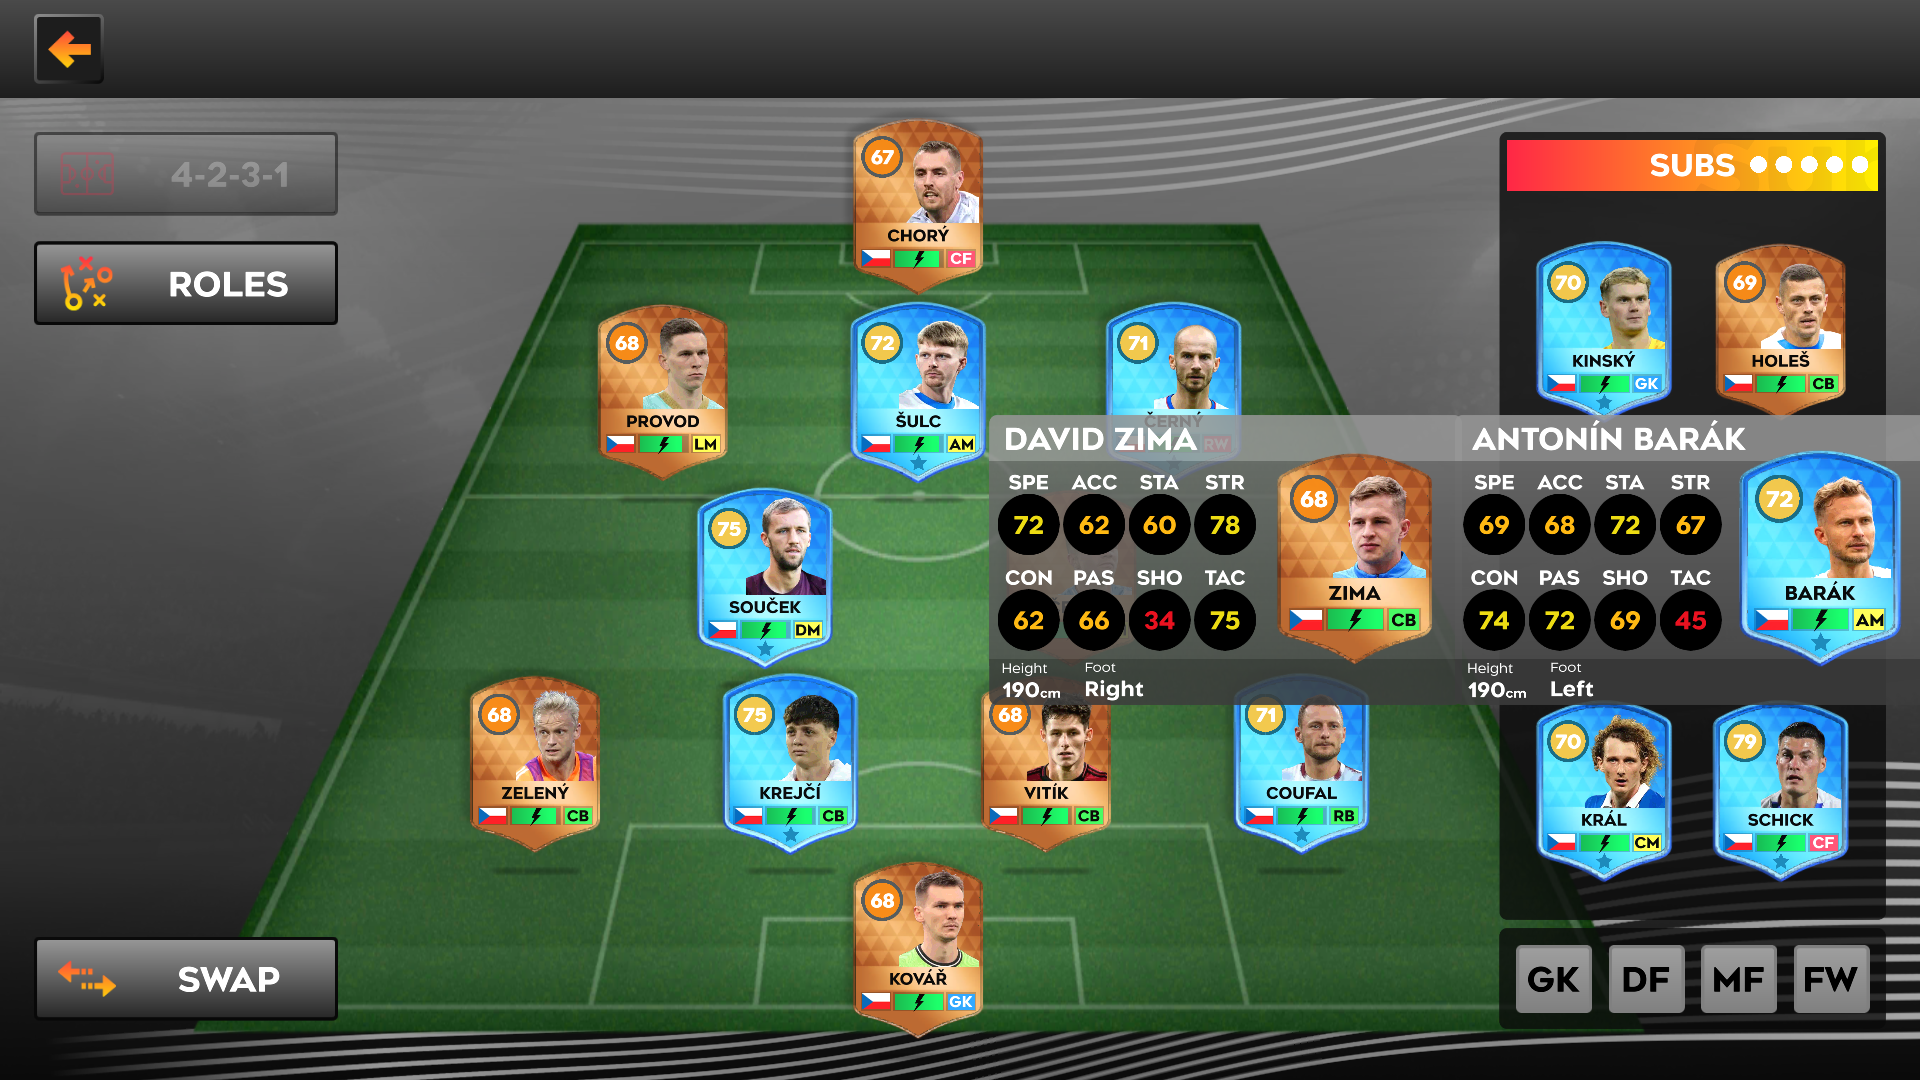 4-2-3-1
ROLES
SWAP
67
CHORÝ
CF
68
PROVOD
LM
72
ŠULC
AM
71
ČERNÝ
RW
75
SOUČEK
DM
68
ZELENÝ
CB
75
KREJČÍ
CB
68
VITÍK
CB
71
COUFAL
RB
68
KOVÁŘ
GK
SUBS
70
KINSKÝ
GK
69
HOLEŠ
CB
DAVID ZIMA
SPE ACC STA STR
72 62 60 78
CON PAS SHO TAC
62 66 34 75
Height Foot
190cm Right
68
ZIMA
CB
ANTONÍN BARÁK
SPE ACC STA STR
69 68 72 67
CON PAS SHO TAC
74 72 69 45
Height Foot
190cm Left
72
BARÁK
AM
70
KRÁL
CM
79
SCHICK
CF
GK DF MF FW